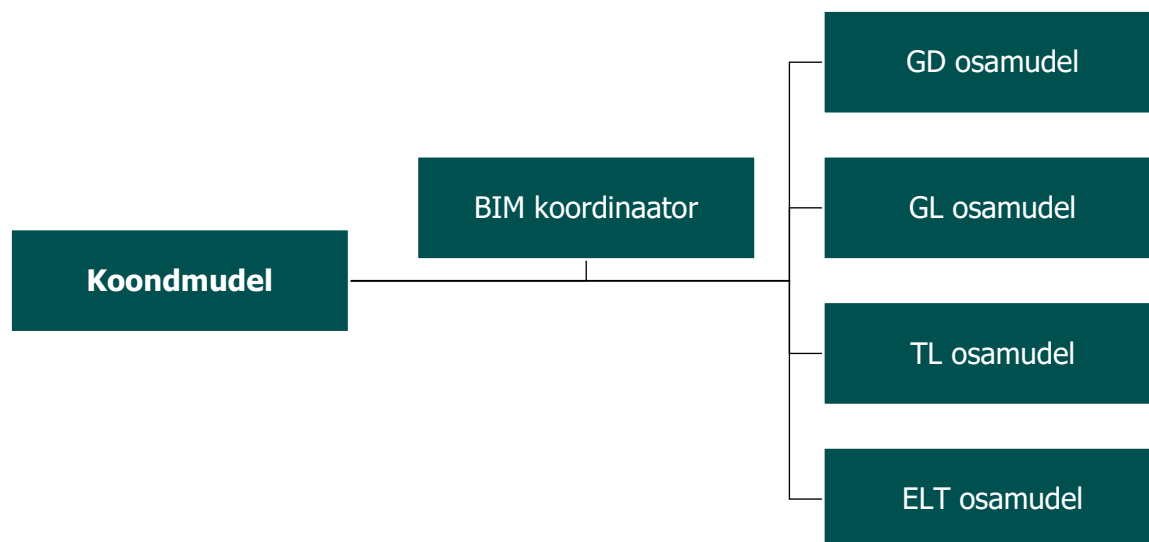 Koondmudel
BIM koordinaator
GD osamudel
GL osamudel
TL osamudel
ELT osamudel